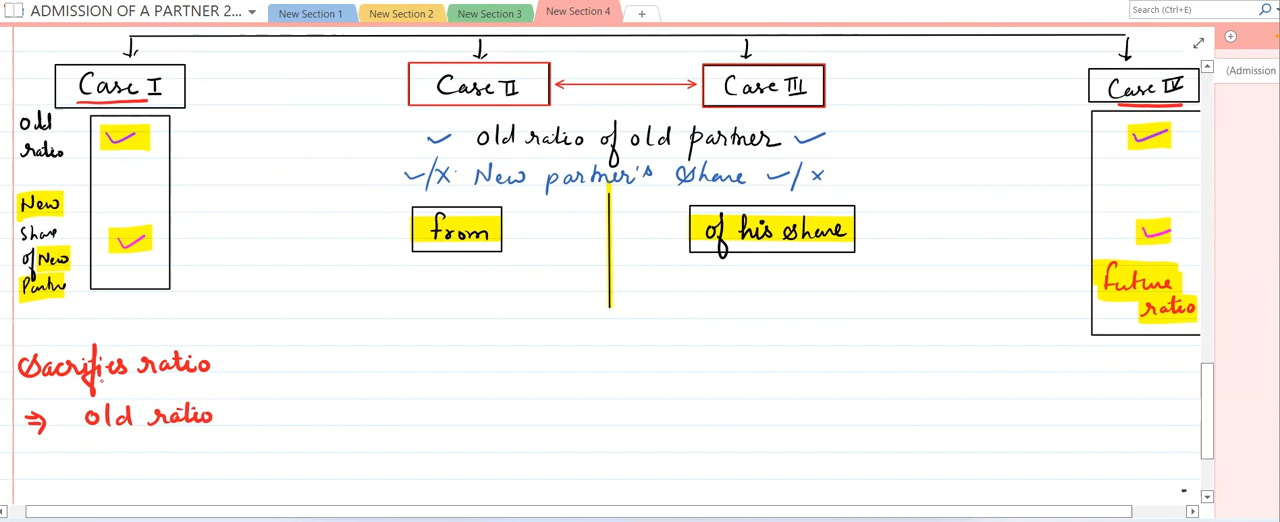 ADMISSION OF A PARTNER 2...
New Section 1
New Section 2
New Section 3
New Section 4
Search (Ctrl+E)
(Admission
Case I
Case II
Case III
Case IV
Old
ratio
✓
✓ Old ratio of old partner ✓
✓
✓/x New partner's Share ✓/x
New
Share
of New
Partne
✓
from
of his share
✓
future
ratio
Sacrifies ratio
⇒ Old ratio